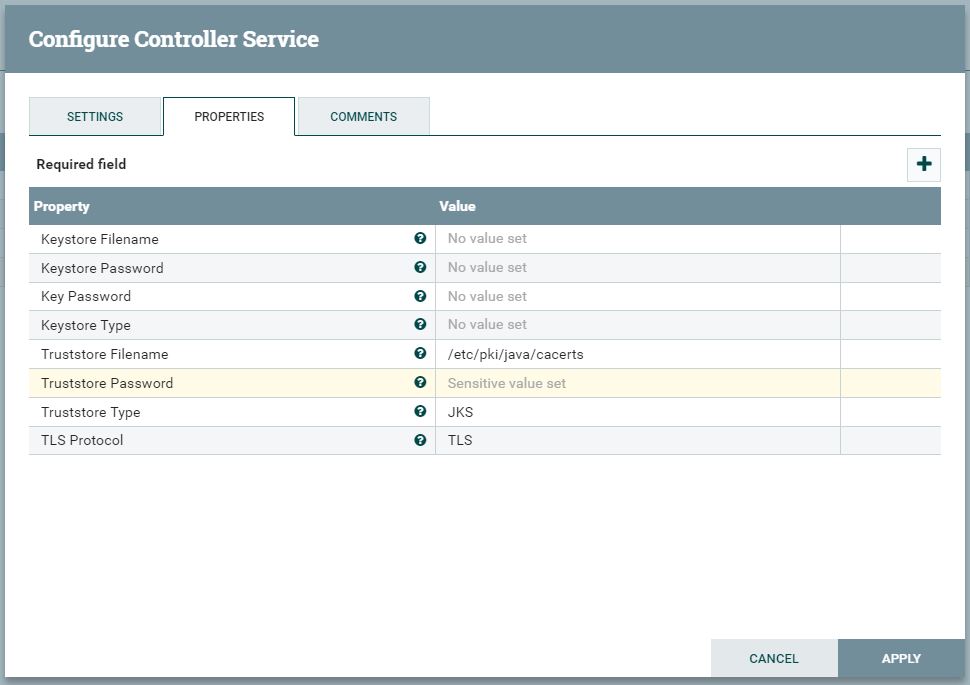 Configure Controller Service
SETTINGS PROPERTIES COMMENTS
Required field
Property Value
Keystore Filename No value set
Keystore Password No value set
Key Password No value set
Keystore Type No value set
Truststore Filename /etc/pki/java/cacerts
Truststore Password Sensitive value set
Truststore Type JKS
TLS Protocol TLS
CANCEL APPLY